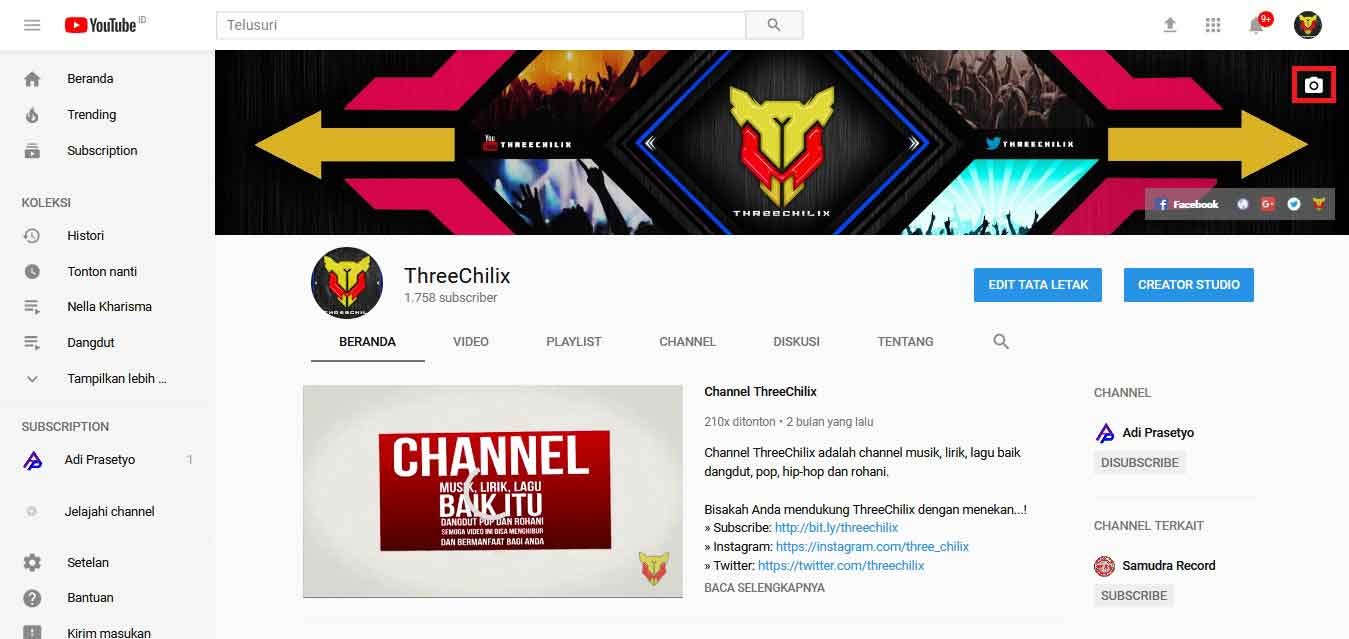 YouTube ID
Telusuri
9+
Beranda
Trending
Subscription
KOLEKSI
Histori
Tonton nanti
Nella Kharisma
Dangdut
Tampilkan lebih ...
SUBSCRIPTION
Adi Prasetyo 1
Jelajahi channel
Setelan
Bantuan
Kirim masukan
You THREECHILIX
THREECHILIX
THREECHILIX
Facebook
THREECHILIX
ThreeChilix
1.758 subscriber
EDIT TATA LETAK
CREATOR STUDIO
BERANDA VIDEO PLAYLIST CHANNEL DISKUSI TENTANG
CHANNEL
MUSIK, LIRIK, LAGU
BAIK ITU
DANGDUT POP DAN ROHANI
SEMOGA VIDEO INI BISA MENGHIBUR
DAN BERMANFAAT BAGI ANDA
Channel ThreeChilix
210x ditonton • 2 bulan yang lalu
Channel ThreeChilix adalah channel musik, lirik, lagu baik
dangdut, pop, hip-hop dan rohani.
Bisakah Anda mendukung ThreeChilix dengan menekan...!
» Subscribe: http://bit.ly/threechilix
» Instagram: https://instagram.com/three_chilix
» Twitter: https://twitter.com/threechilix
BACA SELENGKAPNYA
CHANNEL
Adi Prasetyo
DISUBSCRIBE
CHANNEL TERKAIT
Samudra Record
SUBSCRIBE